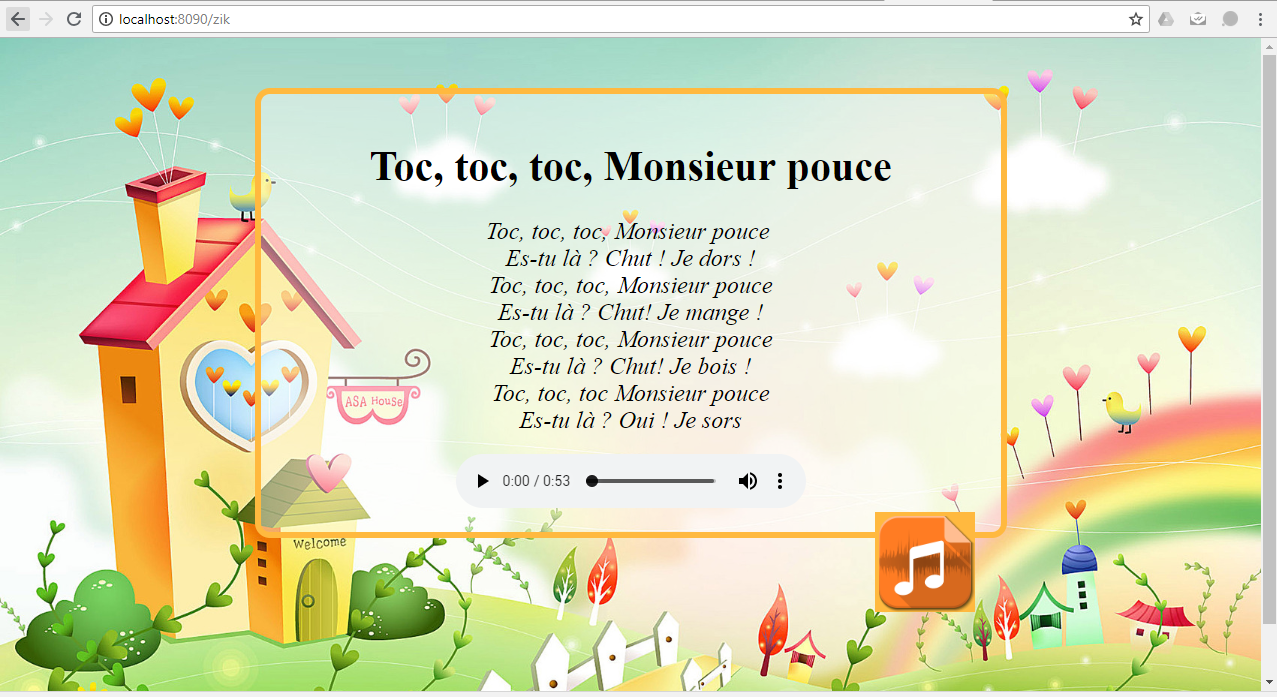 localhost:8090/zik
Toc, toc, toc, Monsieur pouce
Toc, toc, toc, Monsieur pouce
Es-tu là ? Chut ! Je dors !
Toc, toc, toc, Monsieur pouce
Es-tu là ? Chut! Je mange !
Toc, toc, toc, Monsieur pouce
Es-tu là ? Chut! Je bois !
Toc, toc, toc Monsieur pouce
Es-tu là ? Oui ! Je sors
ASA House
0:00 / 0:53
Welcome